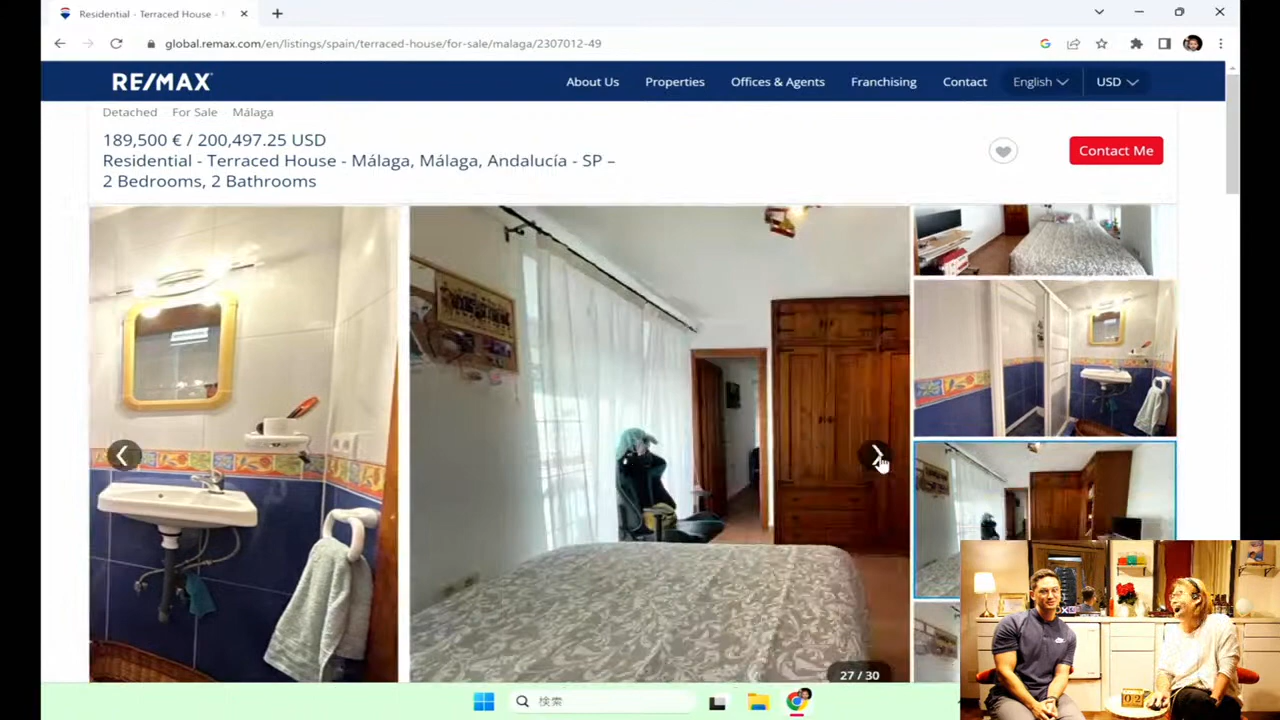 Residential - Terraced House - M
global.remax.com/en/listings/spain/terraced-house/for-sale/malaga/2307012-49
RE/MAX
About Us Properties Offices & Agents Franchising Contact English USD
Detached For Sale Málaga
189,500 € / 200,497.25 USD
Residential - Terraced House - Málaga, Málaga, Andalucía - SP –
2 Bedrooms, 2 Bathrooms
Contact Me
27 / 30
検索
02